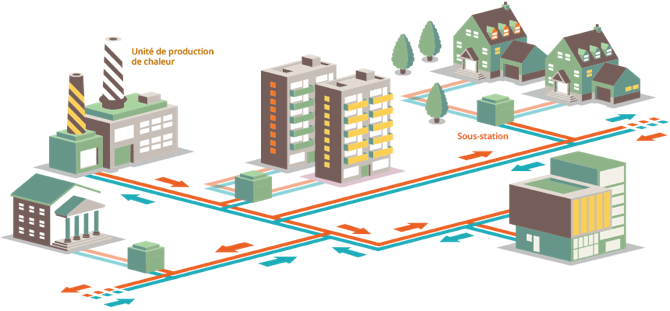 Unité de production
de chaleur
Sous-station